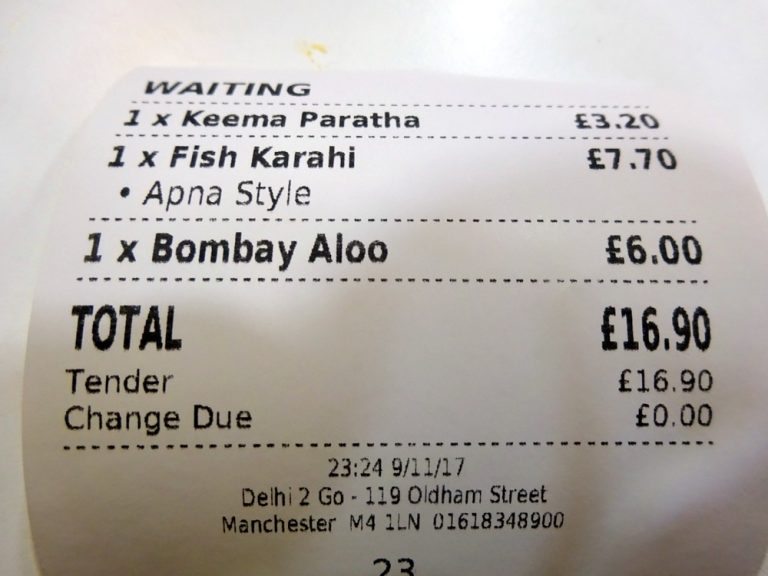 WAITING
1 x Keema Paratha £3.20
1 x Fish Karahi £7.70
• Apna Style
1 x Bombay Aloo £6.00
TOTAL £16.90
Tender £16.90
Change Due £0.00
23:24 9/11/17
Delhi 2 Go - 119 Oldham Street
Manchester M4 1LN 01618348900
23